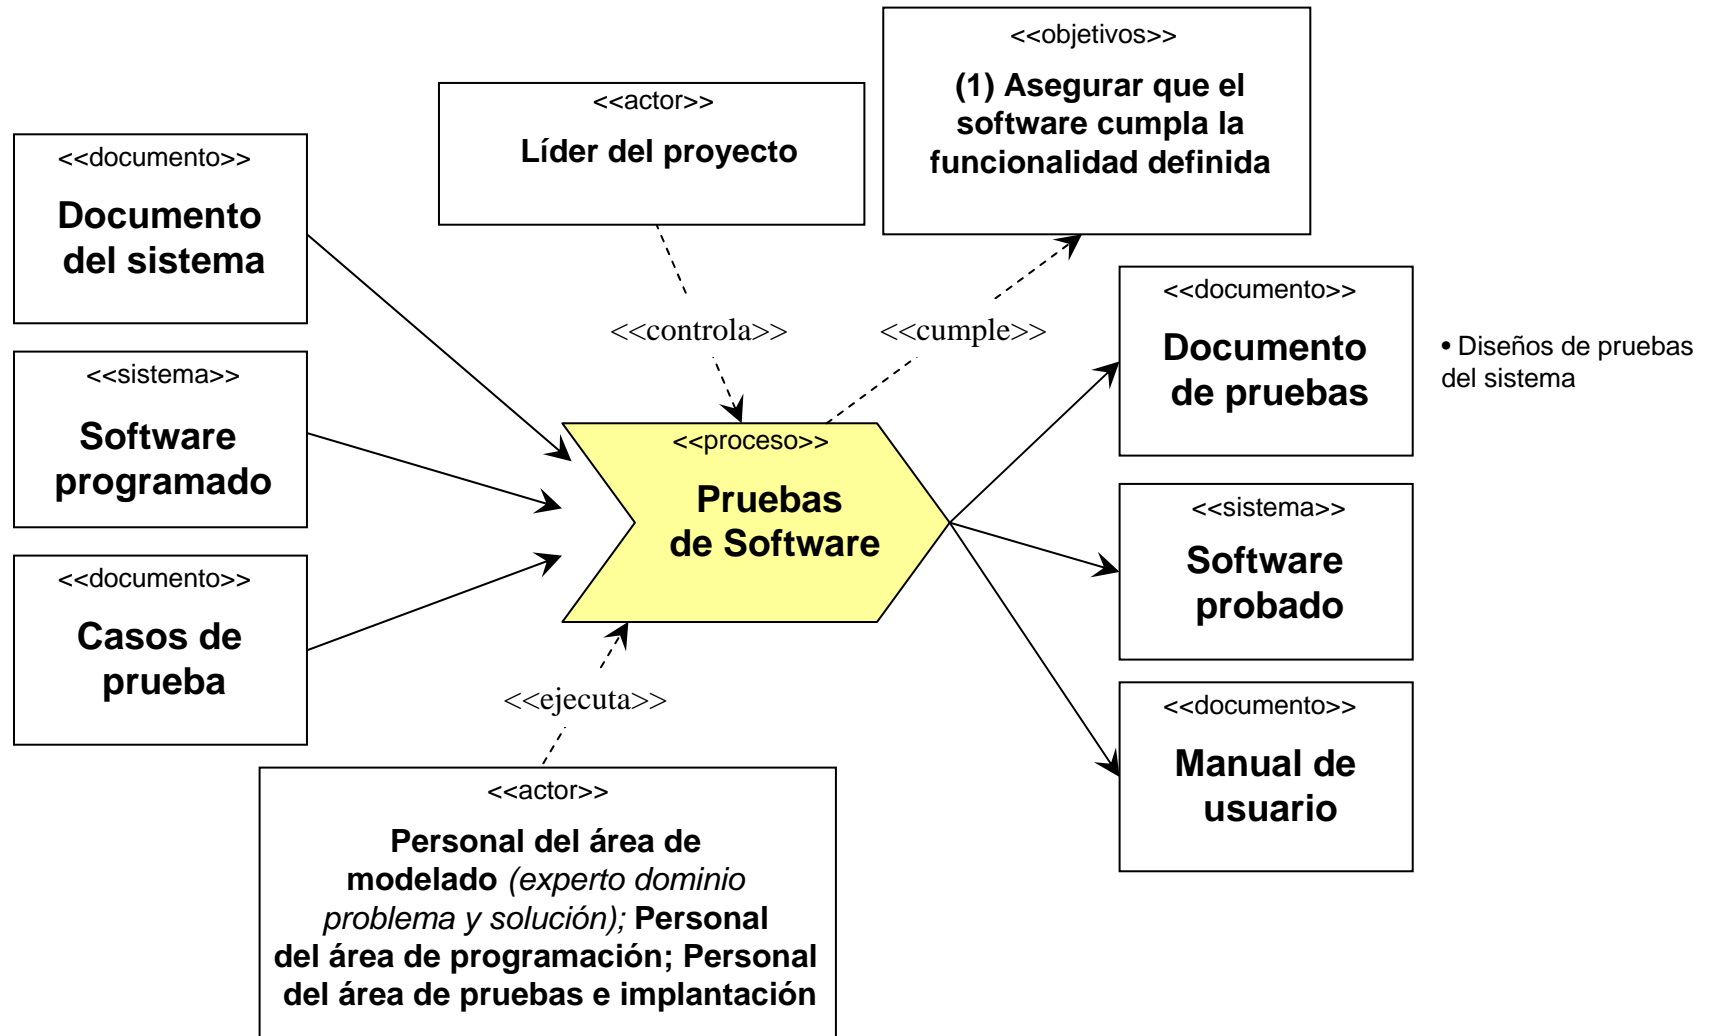 <<objetivos>>
(1) Asegurar que el
software cumpla la
funcionalidad definida
<<actor>>
Líder del proyecto
<<documento>>
Documento
del sistema
<<sistema>>
Software
programado
<<documento>>
Casos de
prueba
<<controla>>
<<cumple>>
<<proceso>>
Pruebas
de Software
<<ejecuta>>
<<actor>>
Personal del área de
modelado (experto dominio
problema y solución); Personal
del área de programación; Personal
del área de pruebas e implantación
<<documento>>
Documento
de pruebas
• Diseños de pruebas
del sistema
<<sistema>>
Software
probado
<<documento>>
Manual de
usuario